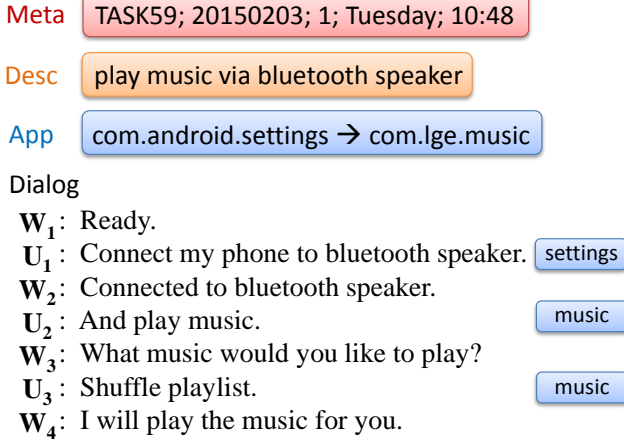 Meta TASK59; 20150203; 1; Tuesday; 10:48
Desc play music via bluetooth speaker
App com.android.settings → com.lge.music
Dialog
W1: Ready.
U1: Connect my phone to bluetooth speaker. settings
W2: Connected to bluetooth speaker.
U2: And play music. music
W3: What music would you like to play?
U3: Shuffle playlist. music
W4: I will play the music for you.